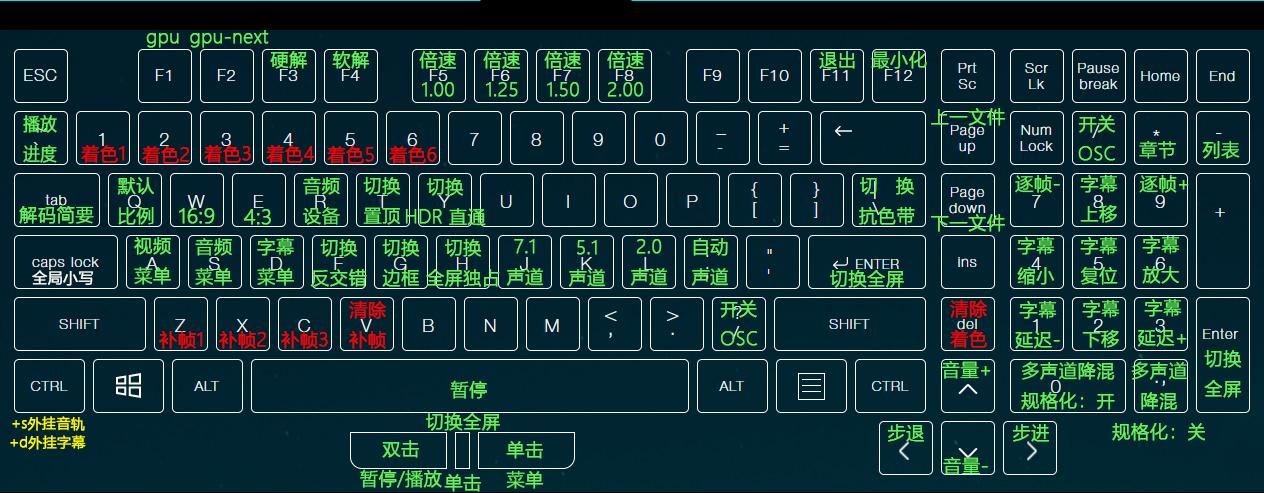 gpu gpu-next
ESC F1 F2 硬解 F3 软解 F4 倍速 F5 1.00 倍速 F6 1.25 倍速 F7 1.50 倍速 F8 2.00 F9 F10 退出 F11 最小化 F12 Prt Sc Scr Lk Pause break Home End
播放 ~ ` 进度 1 着色1 2 着色2 3 着色3 4 着色4 5 着色5 6 着色6 7 8 9 0 _ - + = ← 上一文件 Page up Num Lock 开关 / OSC * 章节 - 列表
tab 解码简要 默认 Q 比例 W 16:9 E 4:3 音频 R 设备 切换 T 置顶 切换 Y HDR 直通 U I O P { [ } ] 切 换 | \ 抗色带 Page down 下一文件 逐帧- 7 字幕 8 上移 逐帧+ 9 +
caps lock 全局小写 视频 A 菜单 音频 S 菜单 字幕 D 菜单 切换 F 反交错 切换 G 边框 切换 H 全屏独占 7.1 J 声道 5.1 K 声道 2.0 L 声道 自动 声道 " ' ↵ ENTER 切换全屏 ins 字幕 4 缩小 字幕 5 复位 字幕 6 放大
SHIFT Z 补帧1 X 补帧2 C 补帧3 清除 V 补帧 B N M < , > . 开关 ? / OSC SHIFT 清除 del 着色 字幕 1 延迟- 字幕 2 下移 字幕 3 延迟+ Enter 切换 全屏
CTRL ALT 暂停 ALT CTRL 音量+ 多声道降混 0 规格化：开 多声道 . 降混
+s外挂音轨
+d外挂字幕
切换全屏
双击 单击 步退 < 音量- 步进 > 规格化：关
暂停/播放 单击 菜单